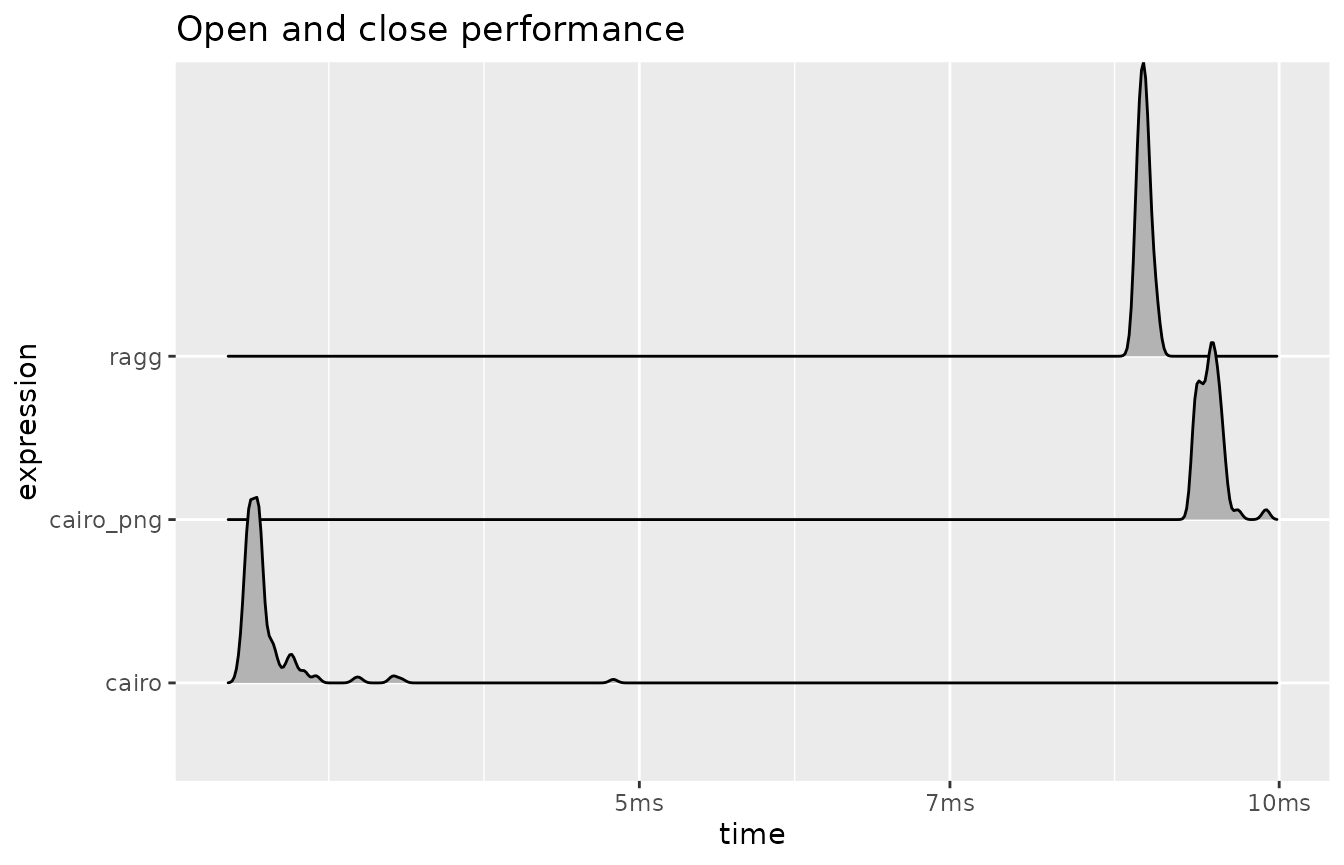 Open and close performance
ragg
cairo_png
cairo
expression
5ms
7ms
10ms
time